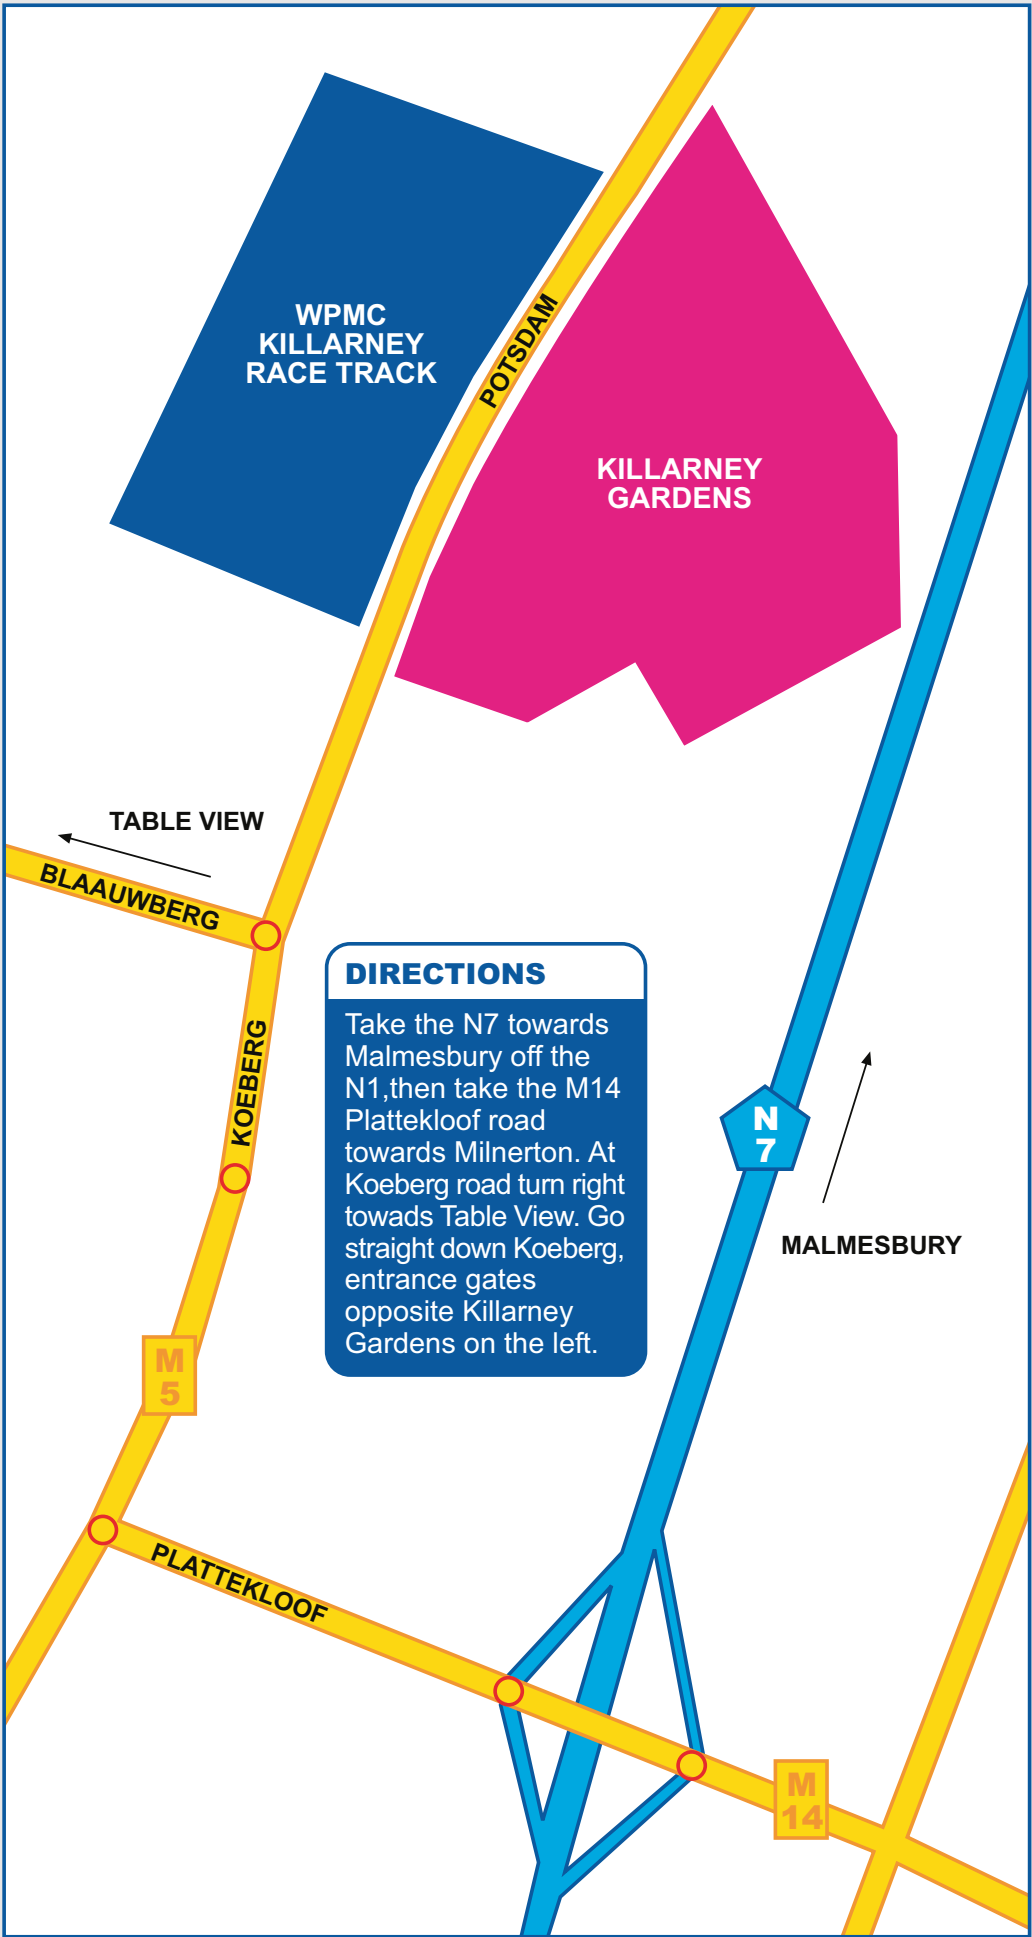 WPMC
KILLARNEY
RACE TRACK
POTSDAM
KILLARNEY
GARDENS
TABLE VIEW
BLAAUWBERG
KOEBERG
DIRECTIONS
Take the N7 towards
Malmesbury off the
N1,then take the M14
Plattekloof road
towards Milnerton. At
Koeberg road turn right
towads Table View. Go
straight down Koeberg,
entrance gates
opposite Killarney
Gardens on the left.
N
7
MALMESBURY
M
5
PLATTEKLOOF
M
14